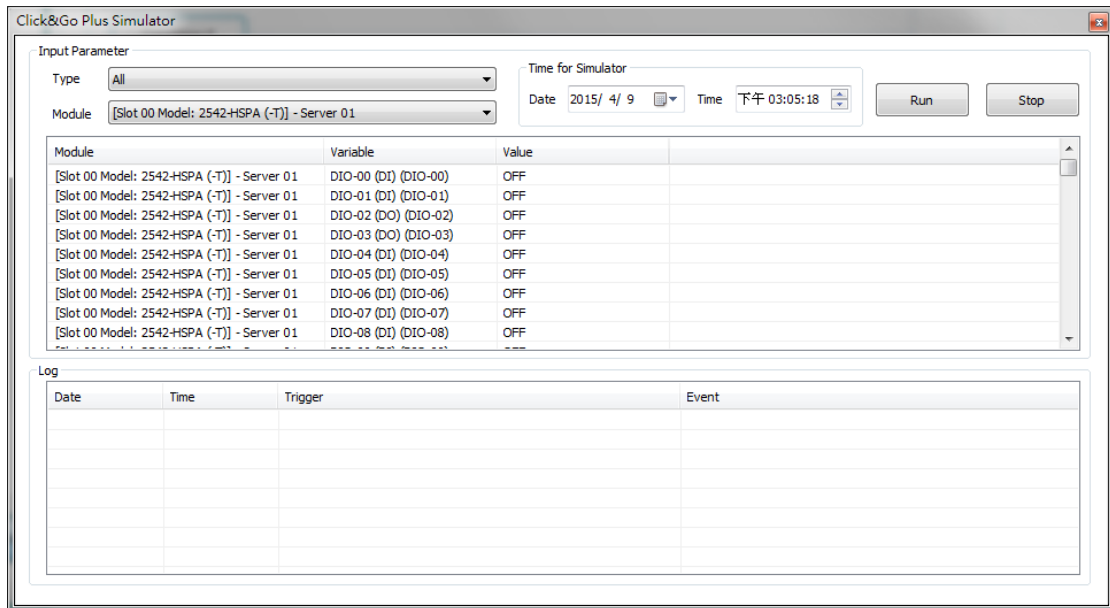 Click&Go Plus Simulator
Input Parameter
Type All
Module [Slot 00 Model: 2542-HSPA (-T)] - Server 01
Time for Simulator
Date 2015/ 4/ 9 Time 下午 03:05:18
Run Stop
Module Variable Value
[Slot 00 Model: 2542-HSPA (-T)] - Server 01 DIO-00 (DI) (DIO-00) OFF
[Slot 00 Model: 2542-HSPA (-T)] - Server 01 DIO-01 (DI) (DIO-01) OFF
[Slot 00 Model: 2542-HSPA (-T)] - Server 01 DIO-02 (DO) (DIO-02) OFF
[Slot 00 Model: 2542-HSPA (-T)] - Server 01 DIO-03 (DO) (DIO-03) OFF
[Slot 00 Model: 2542-HSPA (-T)] - Server 01 DIO-04 (DI) (DIO-04) OFF
[Slot 00 Model: 2542-HSPA (-T)] - Server 01 DIO-05 (DI) (DIO-05) OFF
[Slot 00 Model: 2542-HSPA (-T)] - Server 01 DIO-06 (DI) (DIO-06) OFF
[Slot 00 Model: 2542-HSPA (-T)] - Server 01 DIO-07 (DI) (DIO-07) OFF
[Slot 00 Model: 2542-HSPA (-T)] - Server 01 DIO-08 (DI) (DIO-08) OFF
Log
Date Time Trigger Event